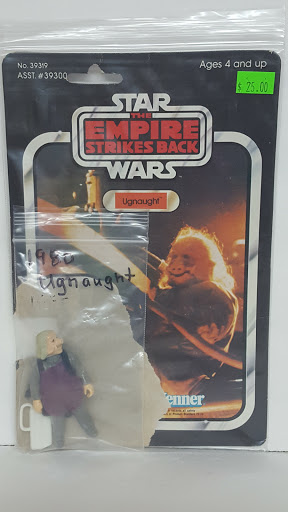 No. 39319
ASST. #39300
Ages 4 and up
$ 25.00
STAR
THE
EMPIRE
STRIKES BACK
WARS
Ugnaught
1980
Ugnaught
Kenner